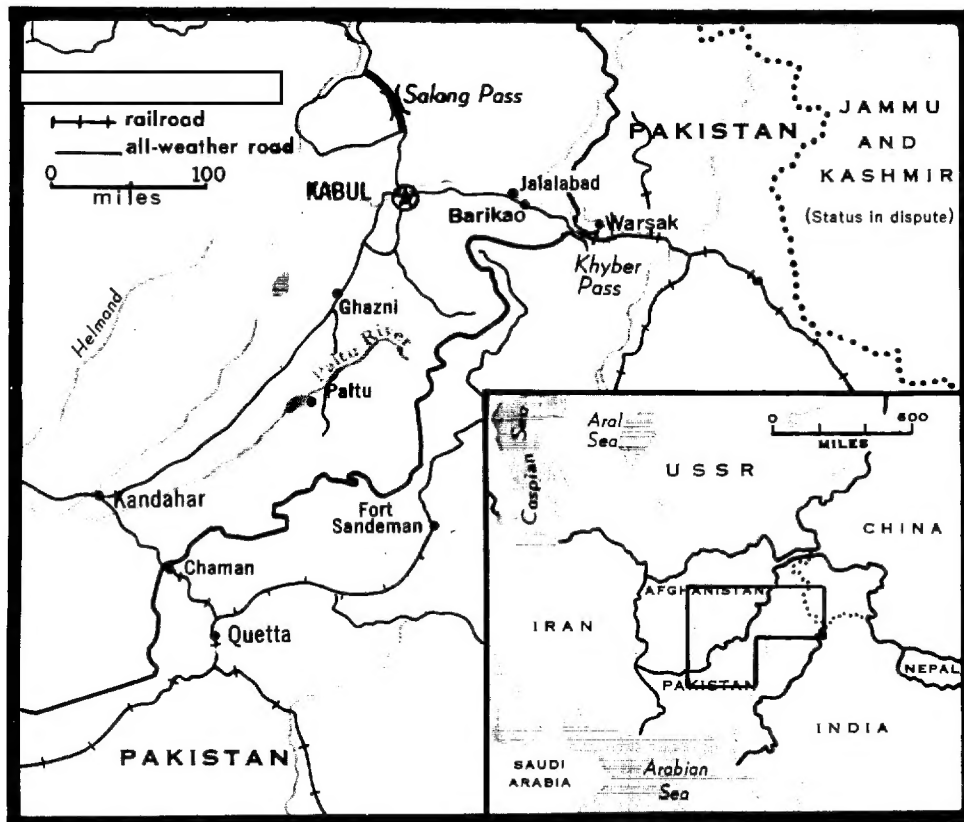 Salang Pass
railroad
all-weather road
0 100
miles
PAKISTAN
JAMMU
AND
KASHMIR
(Status in dispute)
KABUL
Jalalabad
Barikao
Warsak
Khyber
Pass
Ghazni
Helmand
Paltu River
Paltu
Kandahar
Fort
Sandeman
Chaman
Quetta
PAKISTAN
0 600
MILES
Aral
Sea
Caspian Sea
USSR
CHINA
AFGHANISTAN
IRAN
PAKISTAN
NEPAL
INDIA
SAUDI
ARABIA
Arabian
Sea